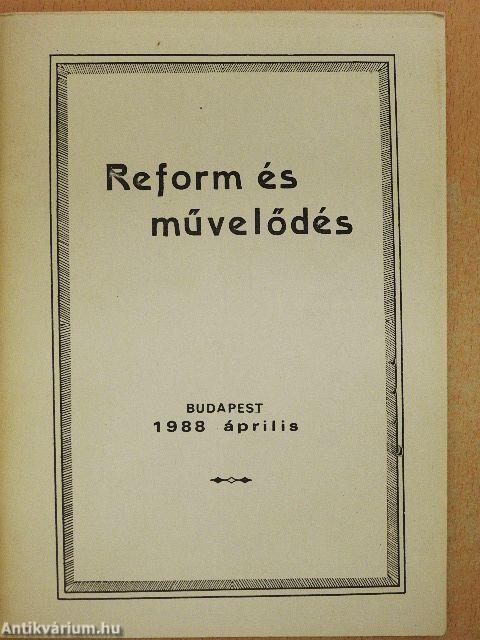 Reform és
művelődés
BUDAPEST
1988 április
Antikvárium.hu